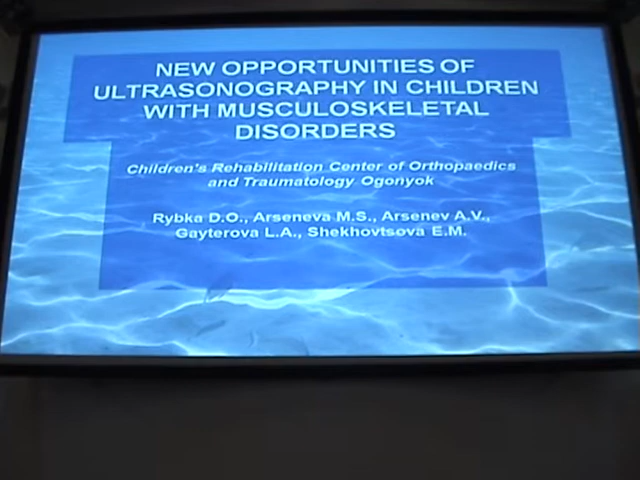 NEW OPPORTUNITIES OF
ULTRASONOGRAPHY IN CHILDREN
WITH MUSCULOSKELETAL
DISORDERS
Children's Rehabilitation Center of Orthopaedics
and Traumatology Ogonyok
Rybka D.O., Arseneva M.S., Arsenev A.V.,
Gayterova L.A., Shekhovtsova E.M.